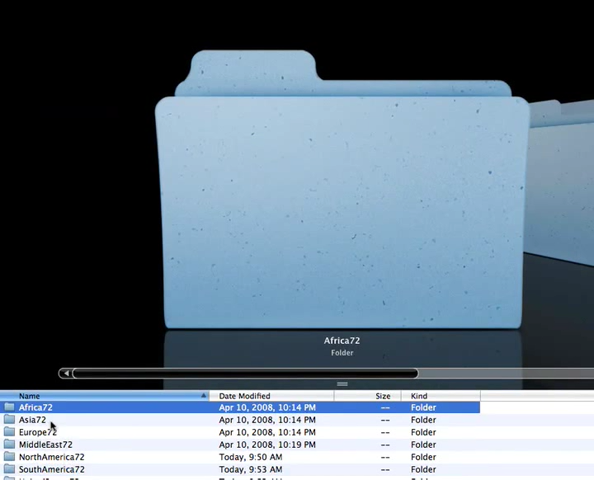 Africa72
Folder
Name Date Modified Size Kind
Africa72 Apr 10, 2008, 10:14 PM -- Folder
Asia72 Apr 10, 2008, 10:14 PM -- Folder
Europe72 Apr 10, 2008, 10:14 PM -- Folder
MiddleEast72 Apr 10, 2008, 10:19 PM -- Folder
NorthAmerica72 Today, 9:50 AM -- Folder
SouthAmerica72 Today, 9:53 AM -- Folder